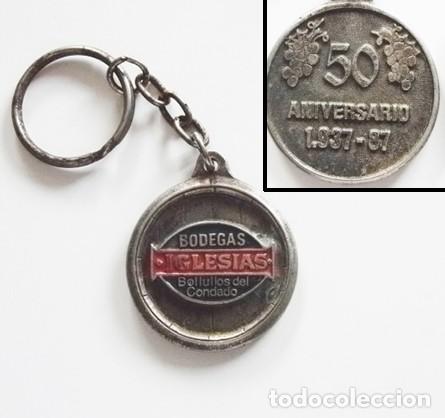 50
ANIVERSARIO
1.937-87
BODEGAS
IGLESIAS
Bollullos del
Condado
todocoleccion